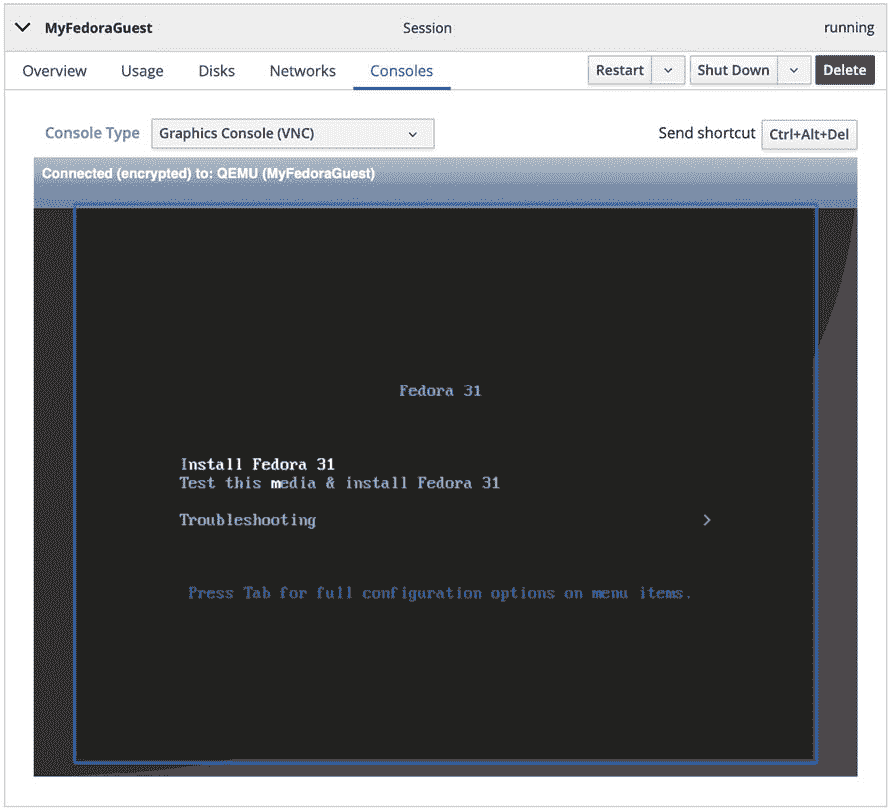 MyFedoraGuest Session running
Overview Usage Disks Networks Consoles Restart Shut Down Delete
Console Type Graphics Console (VNC) Send shortcut Ctrl+Alt+Del
Connected (encrypted) to: QEMU (MyFedoraGuest)
Fedora 31
Install Fedora 31
Test this media & install Fedora 31
Troubleshooting >
Press Tab for full configuration options on menu items.